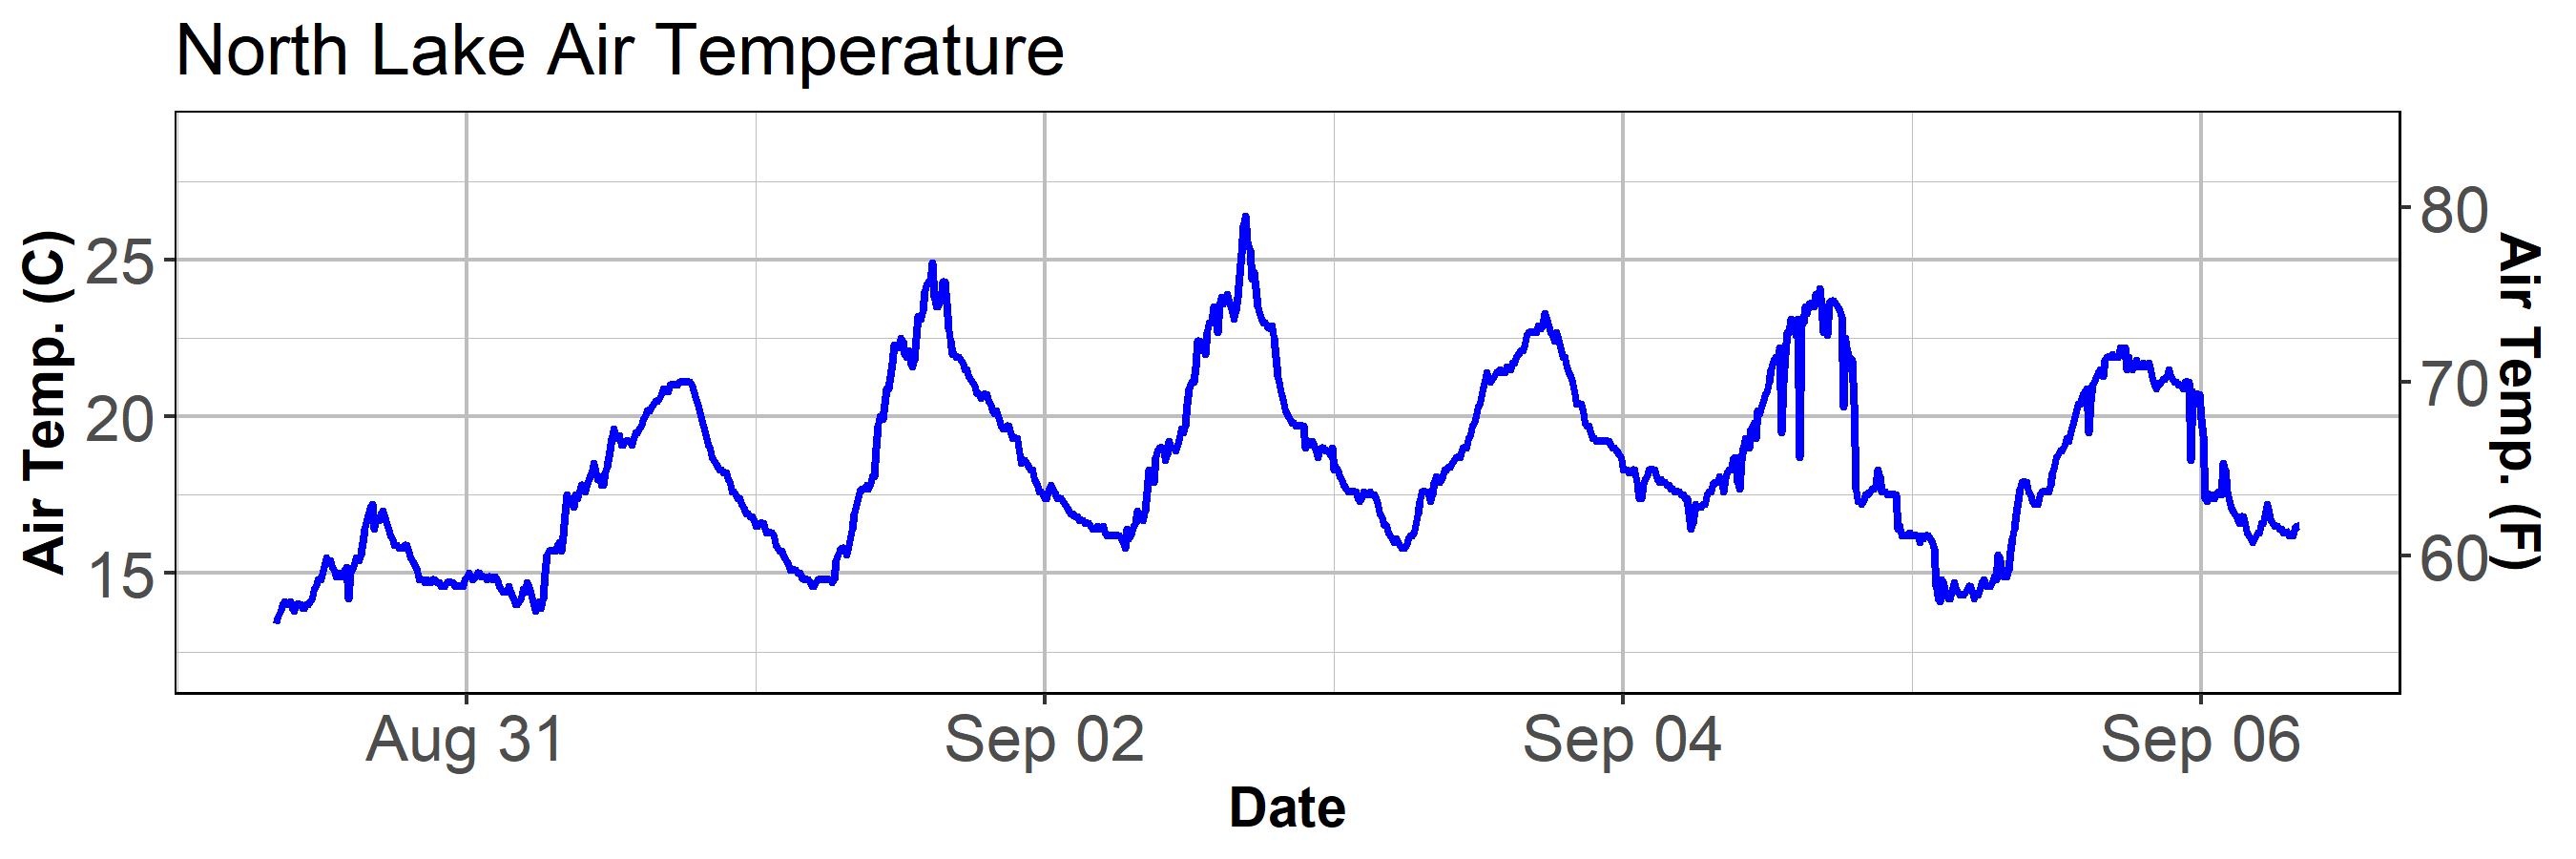 North Lake Air Temperature
Air Temp. (C)
25
20
15
80
70
60
Air Temp. (F)
Aug 31
Sep 02
Sep 04
Sep 06
Date